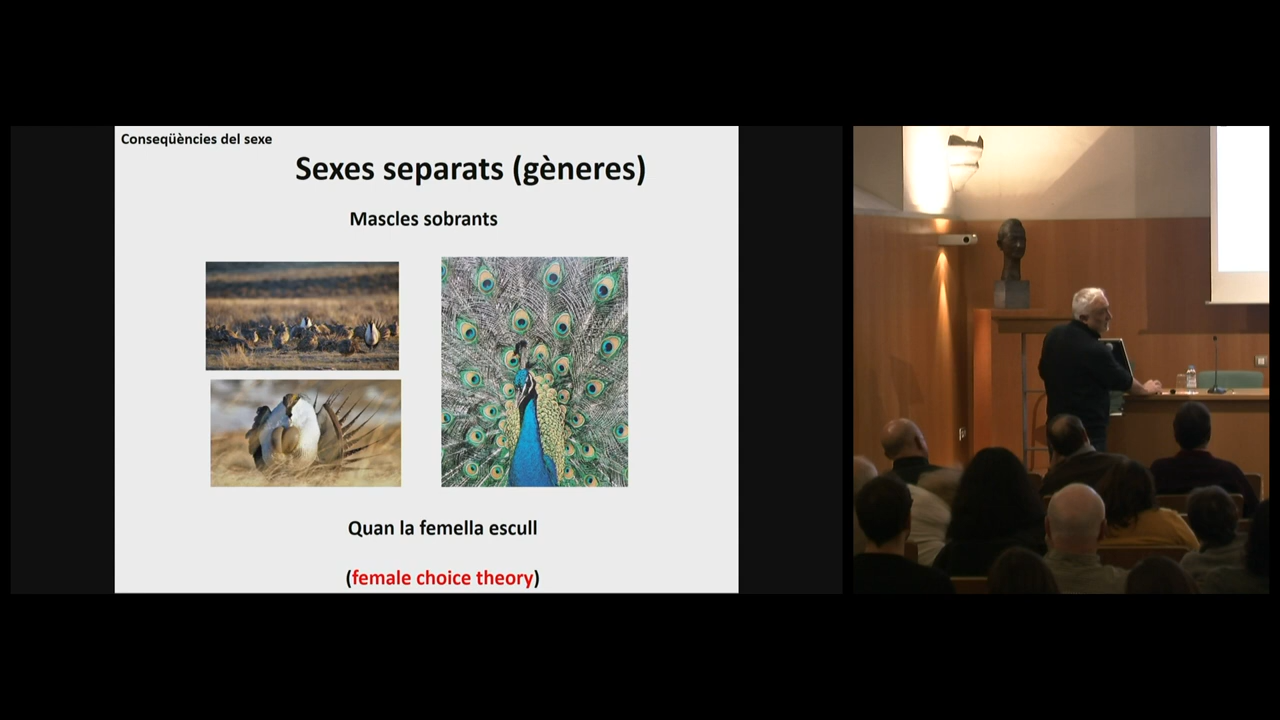 Conseqüències del sexe
Sexes separats (gèneres)
Mascles sobrants
Quan la femella escull
(female choice theory)